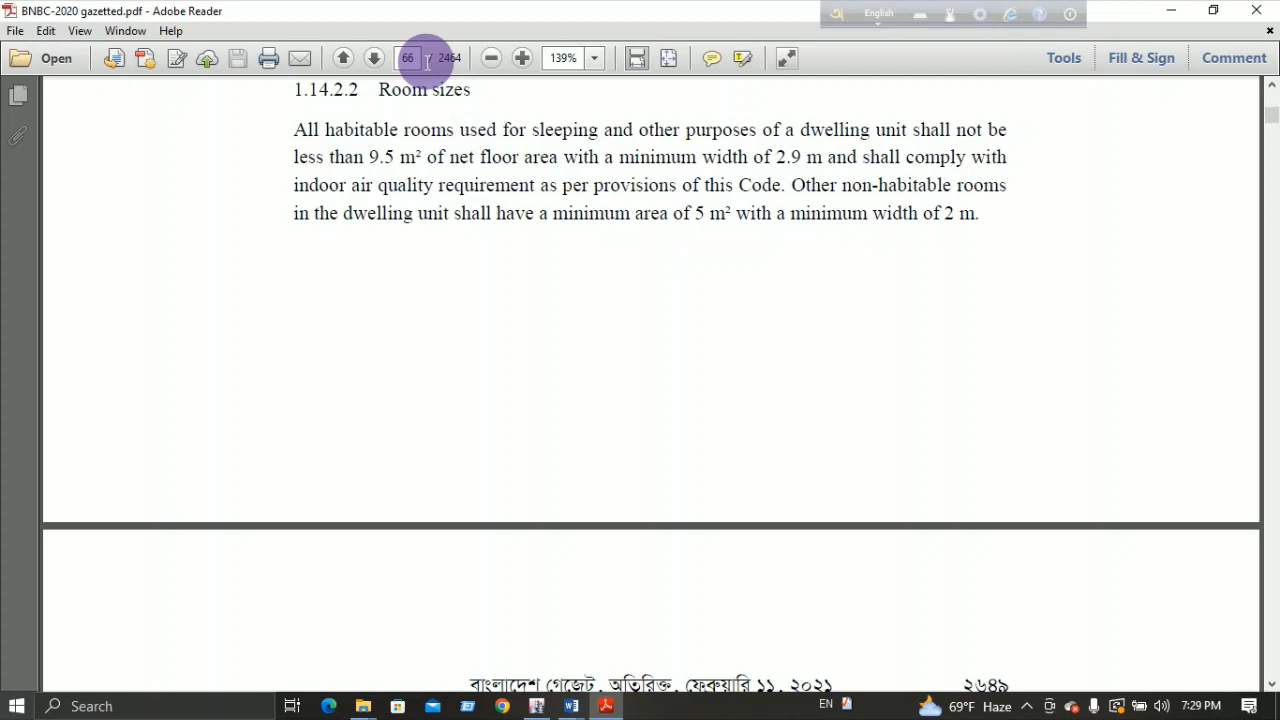 BNBC-2020 gazetted.pdf - Adobe Reader
English
File Edit View Window Help
Open 66 / 2464 139% Tools Fill & Sign Comment
1.14.2.2 Room sizes
All habitable rooms used for sleeping and other purposes of a dwelling unit shall not be
less than 9.5 m² of net floor area with a minimum width of 2.9 m and shall comply with
indoor air quality requirement as per provisions of this Code. Other non-habitable rooms
in the dwelling unit shall have a minimum area of 5 m² with a minimum width of 2 m.
বাংলাদেশ গেজেট, অতিরিক্ত, ফেব্রুয়ারি ১১, ২০২১ ২৬৪৯
Search EN 69°F Haze 7:29 PM